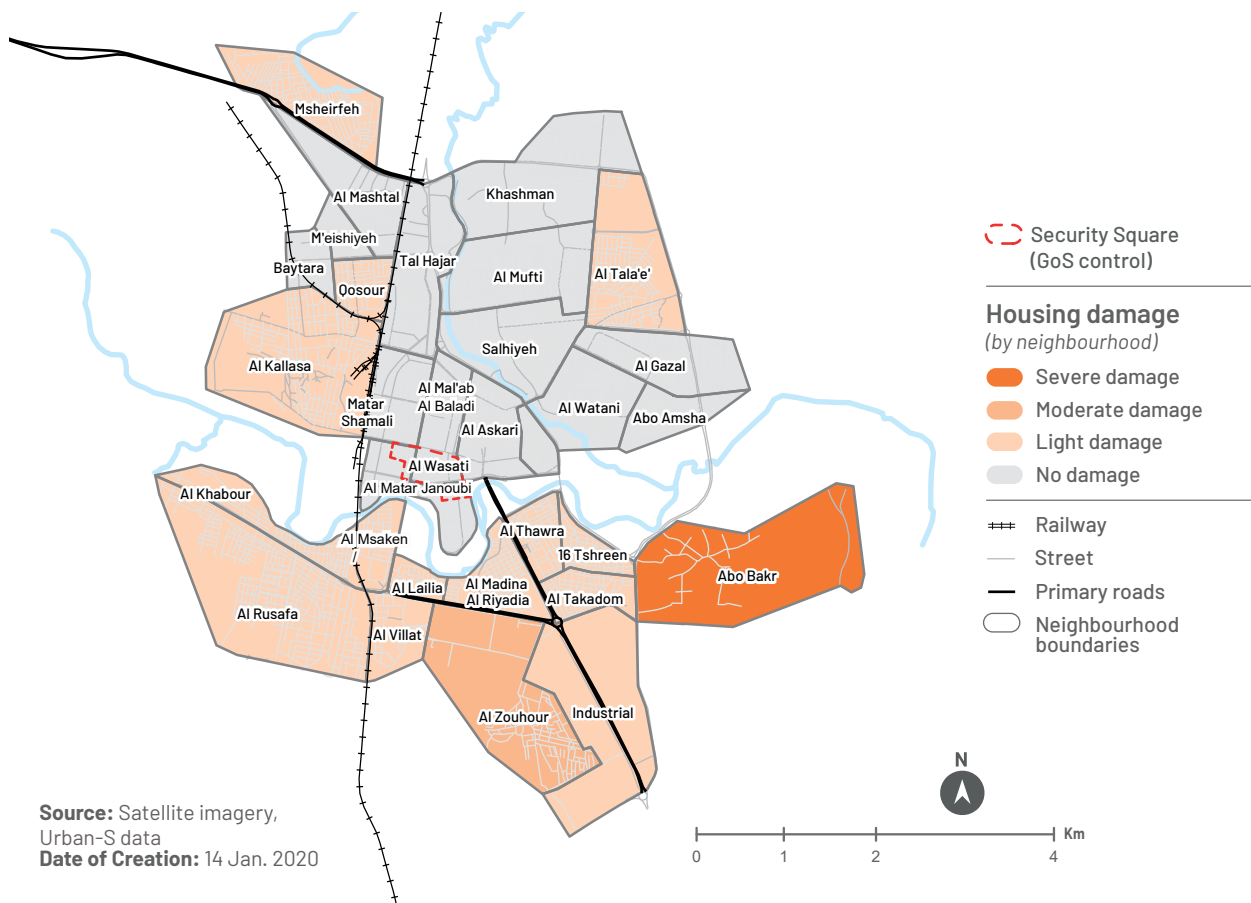 Msheirfeh
Al Mashtal
Khashman
M'eishiyeh
Baytara
Tal Hajar
Al Mufti
Al Tala'e'
Qosour
Salhiyeh
Al Kallasa
Al Gazal
Al Mal'ab
Al Baladi
Matar
Shamali
Al Watani
Abo Amsha
Al Askari
Al Wasati
Al Matar Janoubi
Al Khabour
Al Msaken
Al Thawra
16 Tshreen
Abo Bakr
Al Lailia
Al Madina
Al Riyadia
Al Takadom
Al Rusafa
Al Villat
Al Zouhour
Industrial
Security Square
(GoS control)
Housing damage
(by neighbourhood)
Severe damage
Moderate damage
Light damage
No damage
Railway
Street
Primary roads
Neighbourhood
boundaries
N
Source: Satellite imagery,
Urban-S data
Date of Creation: 14 Jan. 2020
Km
0 1 2 4